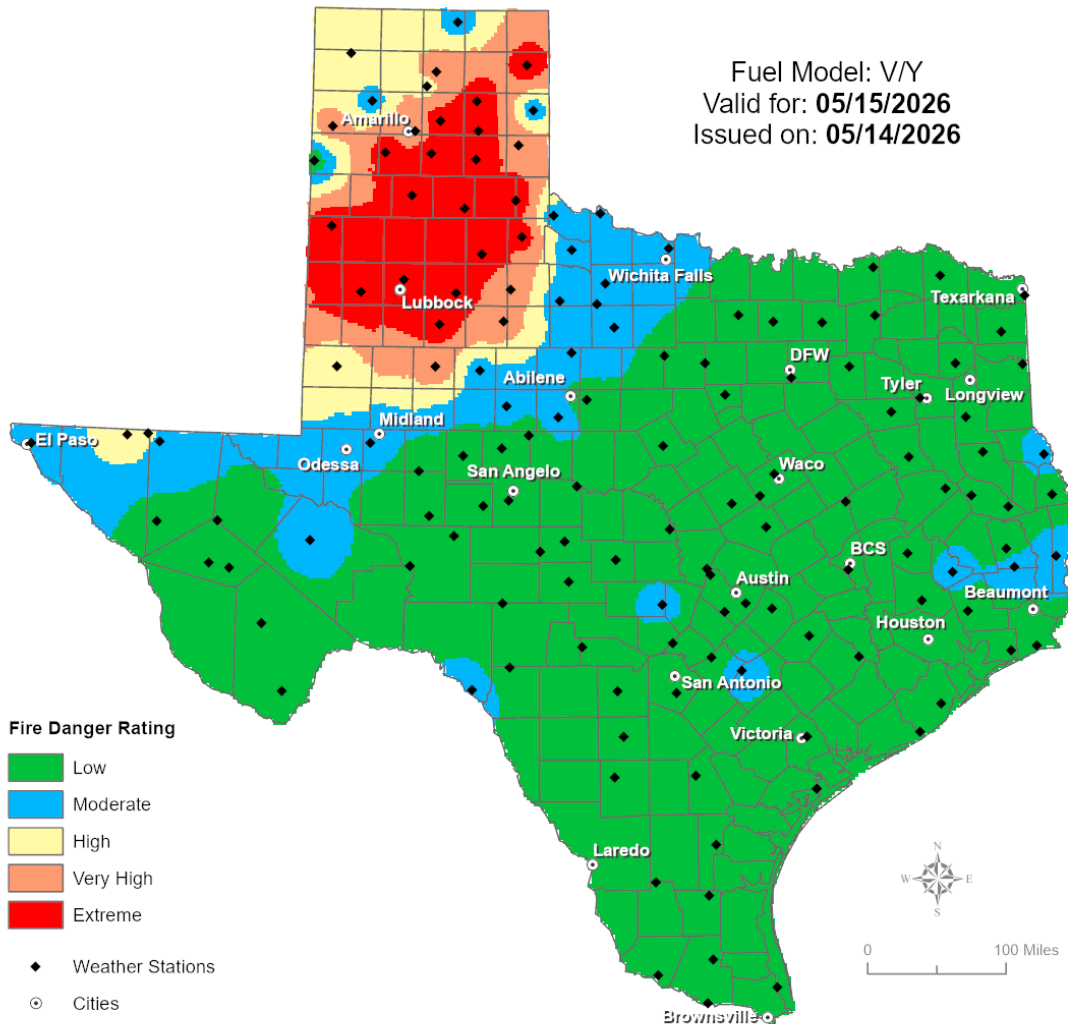 Fuel Model: V/Y
Valid for: 05/15/2026
Issued on: 05/14/2026
Amarillo
Wichita Falls
Lubbock
Texarkana
DFW
Abilene
Tyler
Longview
Midland
El Paso
Odessa
San Angelo
Waco
BCS
Austin
Beaumont
Houston
San Antonio
Victoria
Laredo
Brownsville
Fire Danger Rating
Low
Moderate
High
Very High
Extreme
Weather Stations
Cities
N
W E
S
0 100 Miles